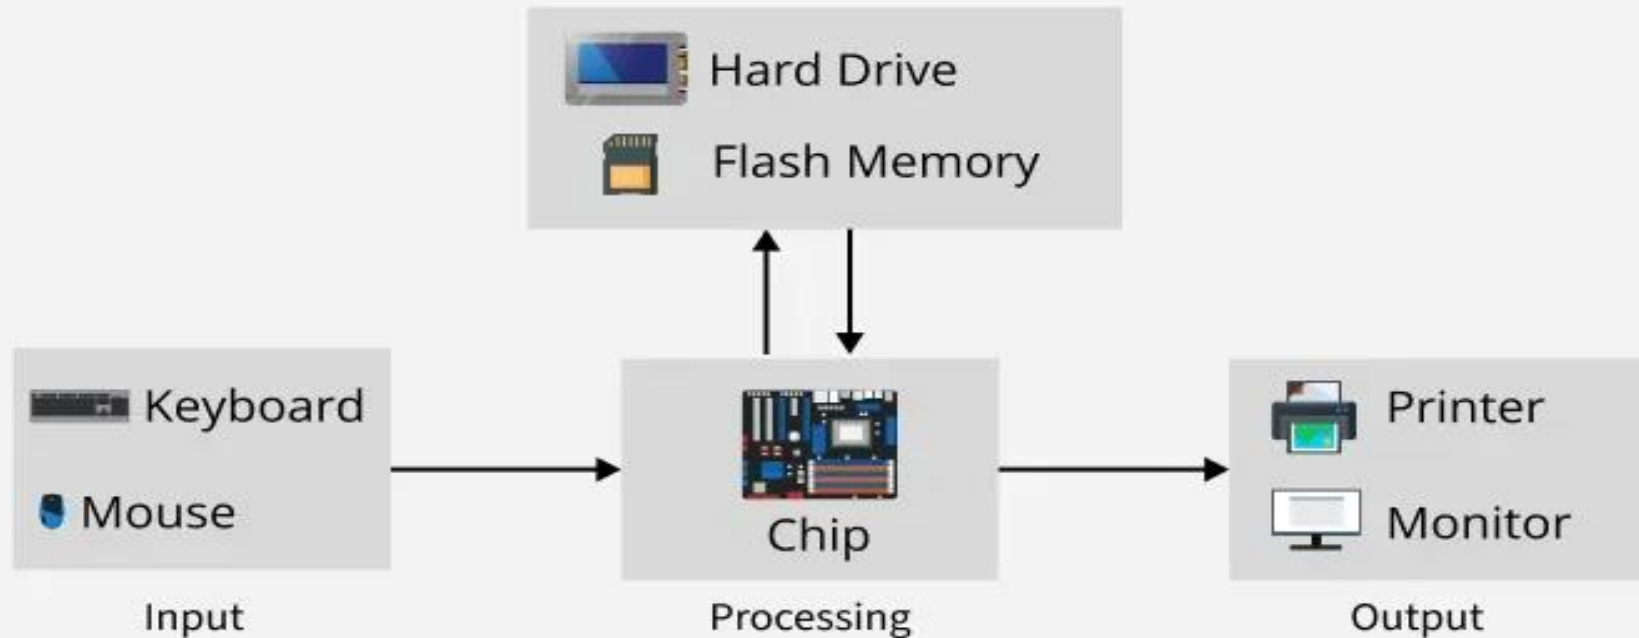 Hard Drive
Flash Memory
Keyboard
Mouse
Chip
Printer
Monitor
Input
Processing
Output